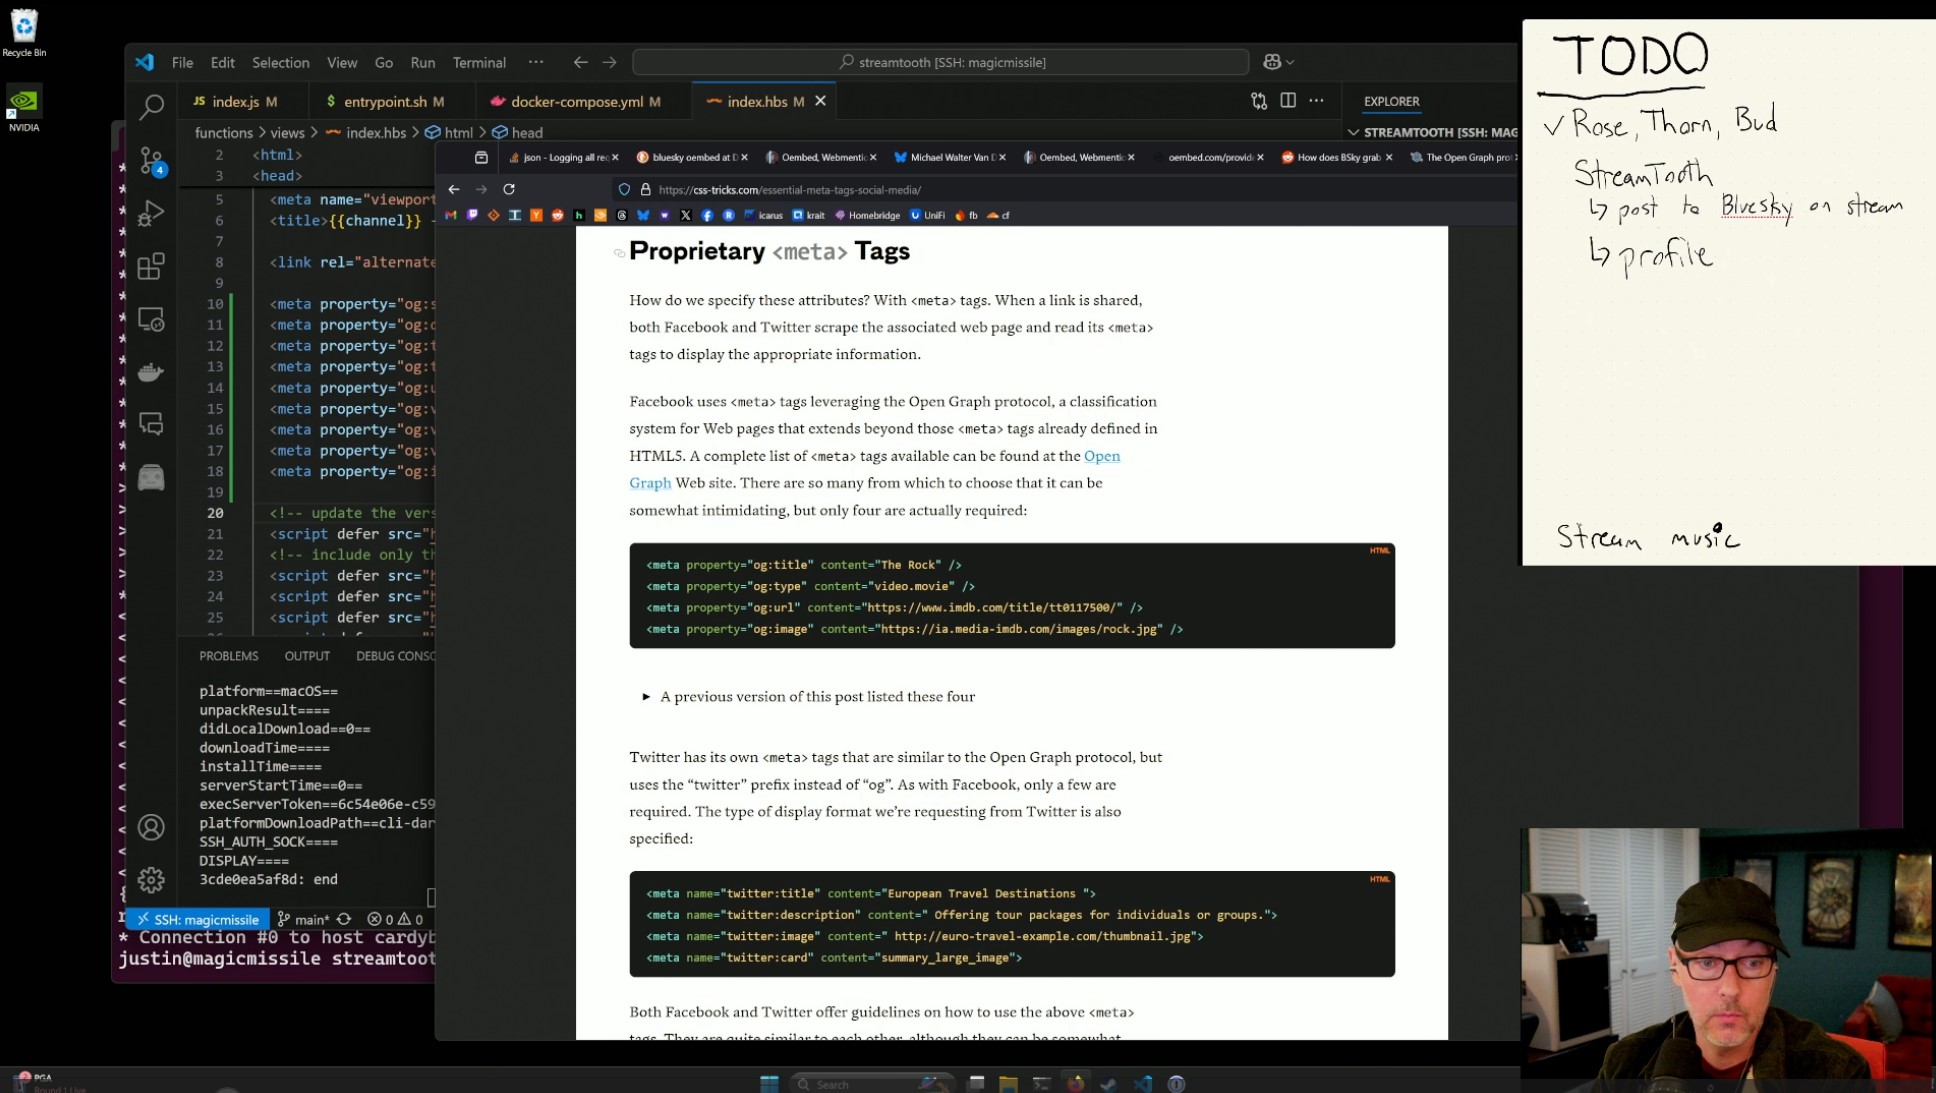 Recycle Bin
NVIDIA
File Edit Selection View Go Run Terminal ...
streamtooth [SSH: magicmissile]
JS index.js M
$ entrypoint.sh M
docker-compose.yml M
index.hbs M
EXPLORER
functions > views > index.hbs > html > head
STREAMTOOTH [SSH: MAG
2 <html>
3 <head>
5 <meta name="viewport
6 <title>{{channel}} -
7
8 <link rel="alternate
9
10 <meta property="og:s
11 <meta property="og:
12 <meta property="og:t
13 <meta property="og:t
14 <meta property="og:u
15 <meta property="og:v
16 <meta property="og:v
17 <meta property="og:v
18 <meta property="og:i
19
20 <!-- update the vers
21 <script defer src="h
22 <!-- include only th
23 <script defer src="h
24 <script defer src="h
25 <script defer src="h
PROBLEMS OUTPUT DEBUG CONSO
platform==macOS==
unpackResult====
didLocalDownload==0==
downloadTime====
installTime====
serverStartTime==0==
execServerToken==6c54e06e-c59
platformDownloadPath==cli-dar
SSH_AUTH_SOCK====
DISPLAY====
3cde0ea5af8d: end
SSH: magicmissile main* 0 0
* Connection #0 to host cardyb
justin@magicmissile streamtoot
json - Logging all req
bluesky oembed at D
Oembed, Webmentic
Michael Walter Van D
Oembed, Webmentic
oembed.com/provide
How does BSky grab
The Open Graph prot
https://css-tricks.com/essential-meta-tags-social-media/
icarus krait Homebridge UniFi fb cf
Proprietary <meta> Tags
How do we specify these attributes? With <meta> tags. When a link is shared,
both Facebook and Twitter scrape the associated web page and read its <meta>
tags to display the appropriate information.
Facebook uses <meta> tags leveraging the Open Graph protocol, a classification
system for Web pages that extends beyond those <meta> tags already defined in
HTML5. A complete list of <meta> tags available can be found at the Open
Graph Web site. There are so many from which to choose that it can be
somewhat intimidating, but only four are actually required:
HTML
<meta property="og:title" content="The Rock" />
<meta property="og:type" content="video.movie" />
<meta property="og:url" content="https://www.imdb.com/title/tt0117500/" />
<meta property="og:image" content="https://ia.media-imdb.com/images/rock.jpg" />
A previous version of this post listed these four
Twitter has its own <meta> tags that are similar to the Open Graph protocol, but
uses the “twitter” prefix instead of “og”. As with Facebook, only a few are
required. The type of display format we’re requesting from Twitter is also
specified:
HTML
<meta name="twitter:title" content="European Travel Destinations ">
<meta name="twitter:description" content=" Offering tour packages for individuals or groups.">
<meta name="twitter:image" content=" http://euro-travel-example.com/thumbnail.jpg">
<meta name="twitter:card" content="summary_large_image">
Both Facebook and Twitter offer guidelines on how to use the above <meta>
tags. They are quite similar to each other, although they can be somewhat
TODO
✓ Rose, Thorn, Bud
StreamTooth
↳ post to Bluesky on stream
↳ profile
Stream music
PGA
Round 1 Live
Search